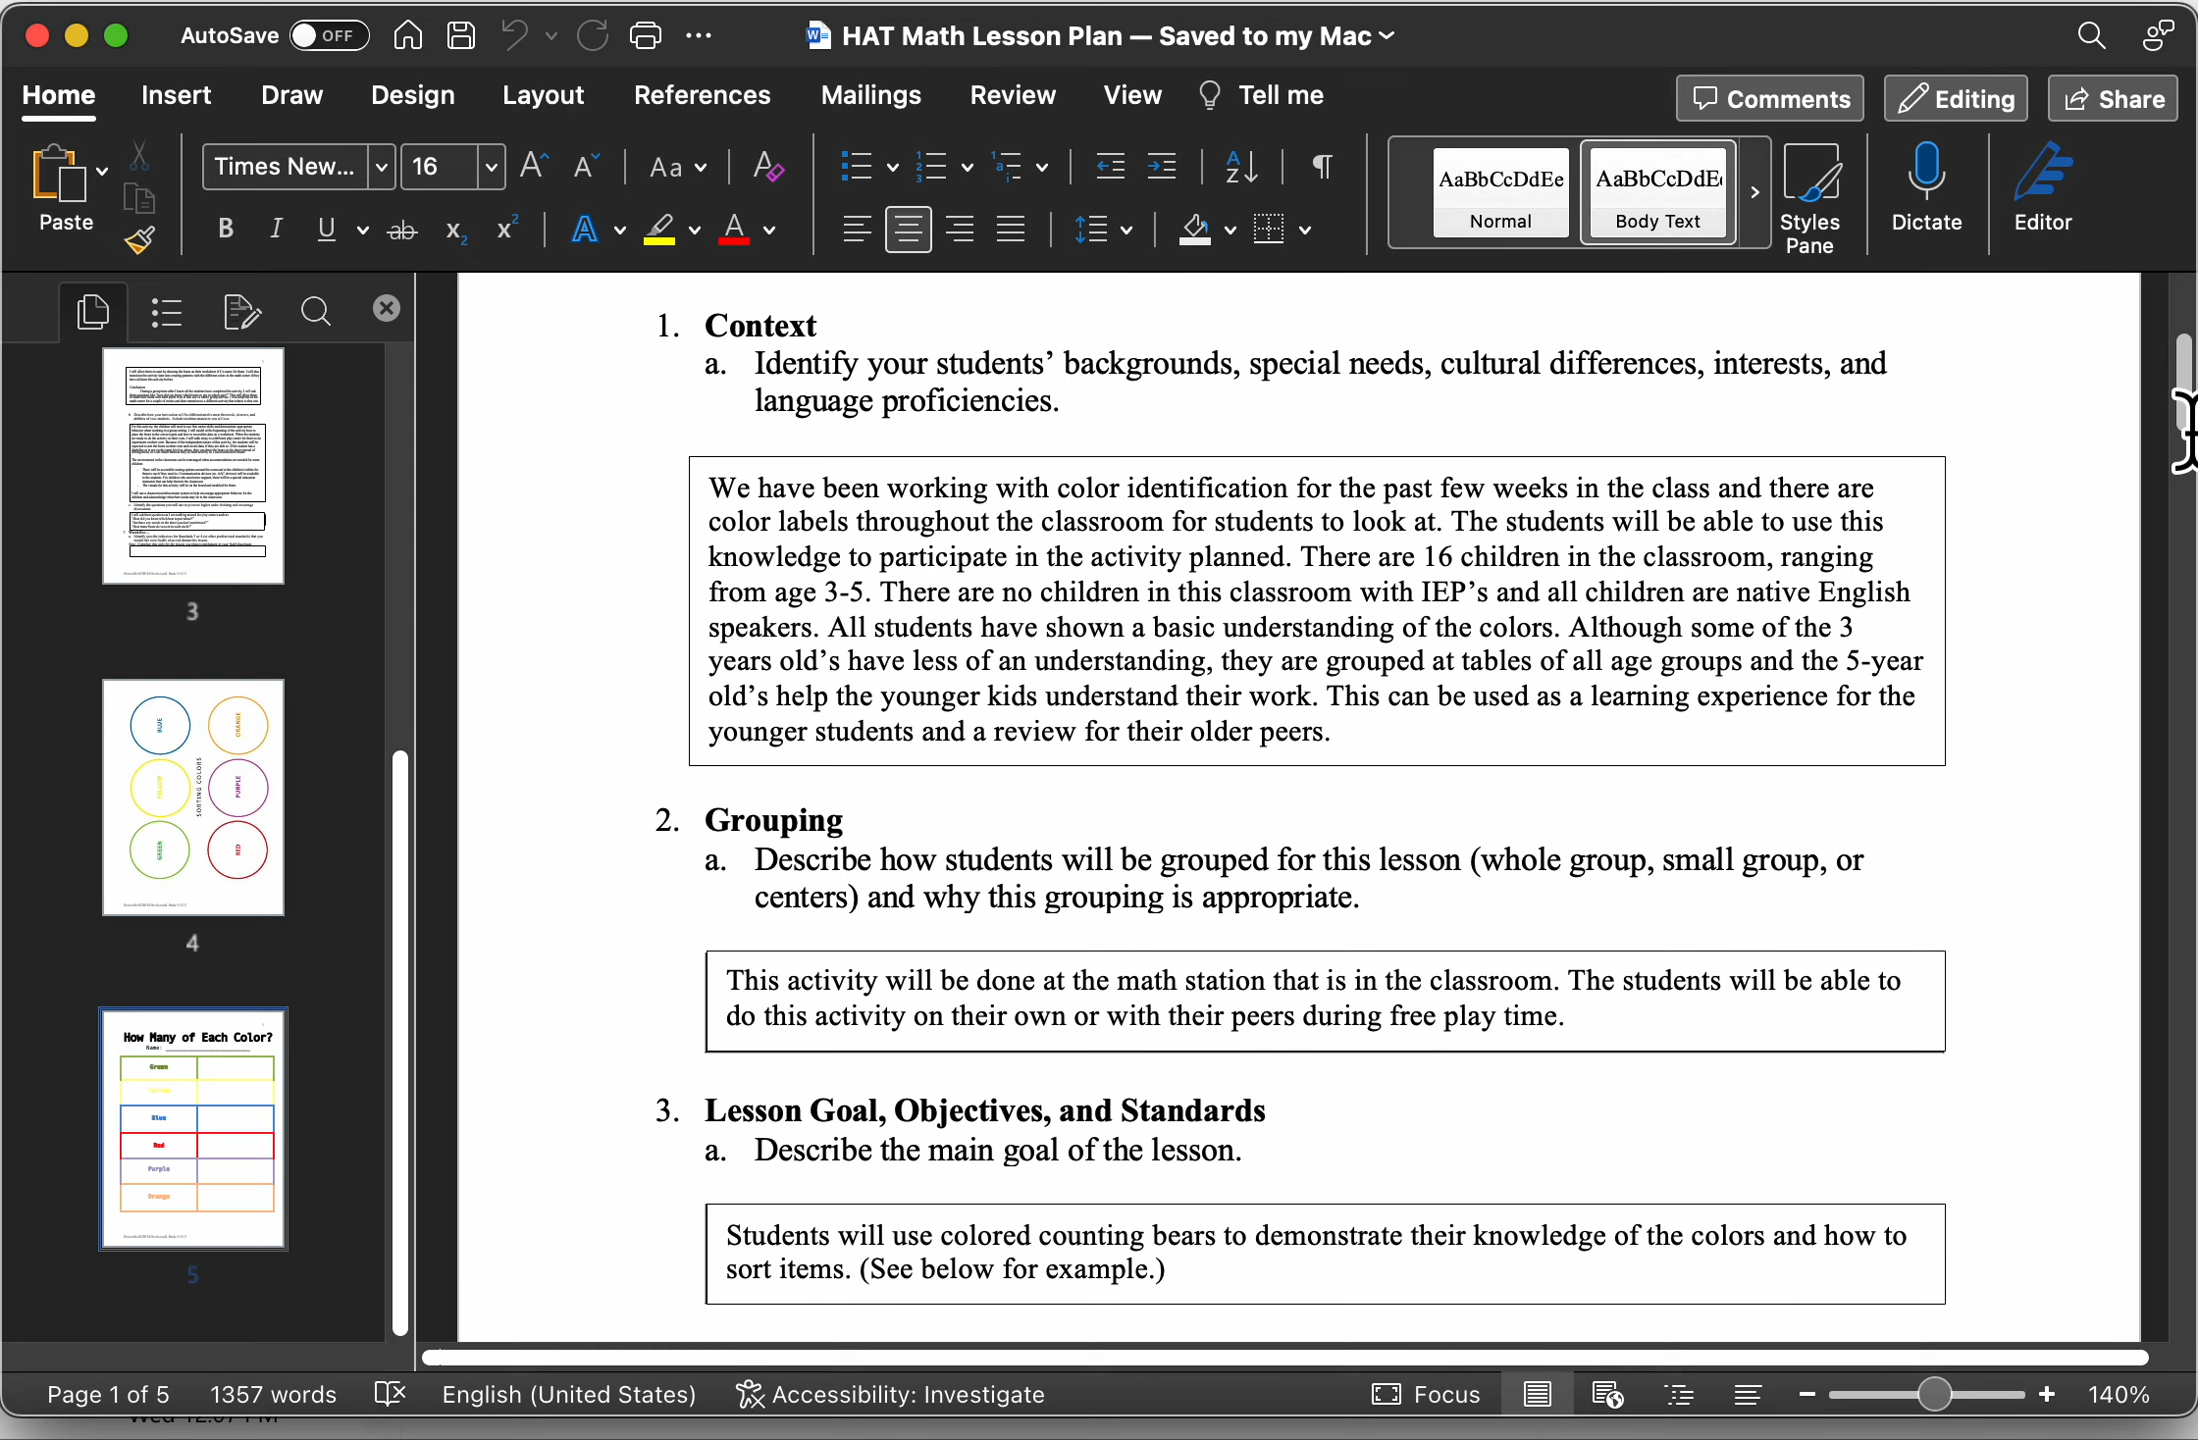 AutoSave OFF
HAT Math Lesson Plan — Saved to my Mac
Home Insert Draw Design Layout References Mailings Review View Tell me
Comments Editing Share
Paste
Times New... 16
Aa
AaBbCcDdEe
Normal
AaBbCcDdE
Body Text
Styles
Pane
Dictate
Editor
1. Context
a. Identify your students’ backgrounds, special needs, cultural differences, interests, and
language proficiencies.
We have been working with color identification for the past few weeks in the class and there are
color labels throughout the classroom for students to look at. The students will be able to use this
knowledge to participate in the activity planned. There are 16 children in the classroom, ranging
from age 3-5. There are no children in this classroom with IEP’s and all children are native English
speakers. All students have shown a basic understanding of the colors. Although some of the 3
years old’s have less of an understanding, they are grouped at tables of all age groups and the 5-year
old’s help the younger kids understand their work. This can be used as a learning experience for the
younger students and a review for their older peers.
2. Grouping
a. Describe how students will be grouped for this lesson (whole group, small group, or
centers) and why this grouping is appropriate.
This activity will be done at the math station that is in the classroom. The students will be able to
do this activity on their own or with their peers during free play time.
3. Lesson Goal, Objectives, and Standards
a. Describe the main goal of the lesson.
Students will use colored counting bears to demonstrate their knowledge of the colors and how to
sort items. (See below for example.)
3
BLUE
ORANGE
YELLOW
SORTING COLORS
PURPLE
GREEN
RED
4
How Many of Each Color?
Name:
Green
Blue
Red
Purple
Orange
5
Page 1 of 5 1357 words English (United States) Accessibility: Investigate Focus 140%